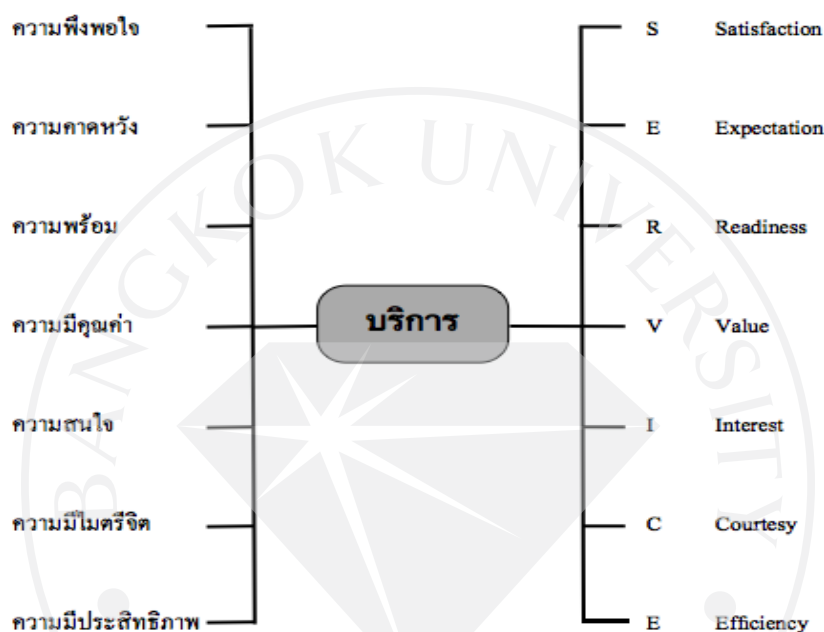 ความพึงพอใจ S Satisfaction
ความคาดหวัง E Expectation
ความพร้อม R Readiness
ความมีคุณค่า บริการ V Value
ความสนใจ I Interest
ความมีไมตรีจิต C Courtesy
ความมีประสิทธิภาพ E Efficiency
BANGKOK UNIVERSITY